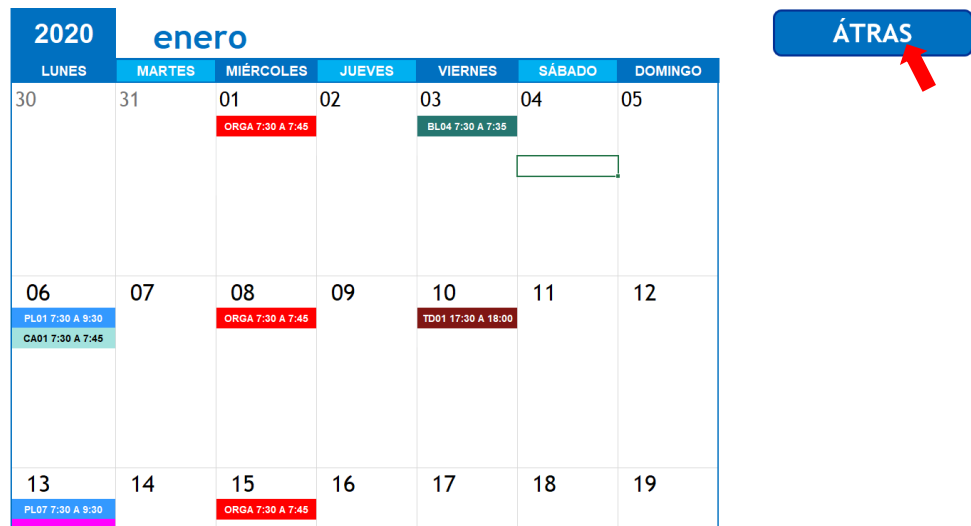 2020 enero ÁTRAS
LUNES MARTES MIÉRCOLES JUEVES VIERNES SÁBADO DOMINGO
30 31 01 02 03 04 05
ORGA 7:30 A 7:45 BL04 7:30 A 7:35
06 07 08 09 10 11 12
PL01 7:30 A 9:30 ORGA 7:30 A 7:45 TD01 17:30 A 18:00
CA01 7:30 A 7:45
13 14 15 16 17 18 19
PL07 7:30 A 9:30 ORGA 7:30 A 7:45